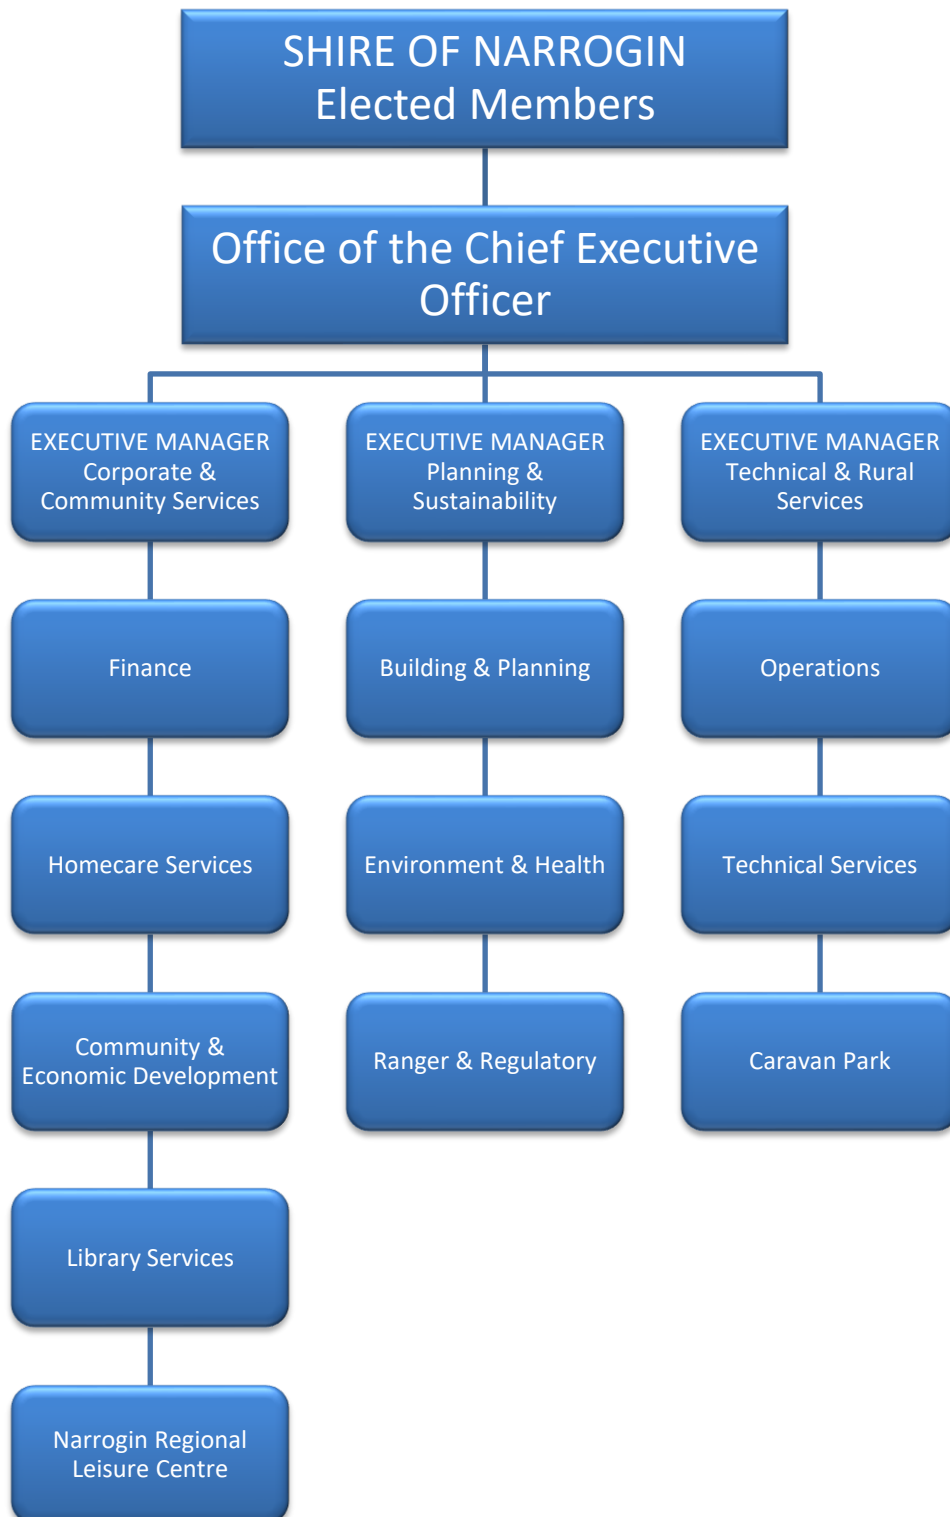 SHIRE OF NARROGIN
Elected Members
Office of the Chief Executive
Officer
EXECUTIVE MANAGER
Corporate &
Community Services
EXECUTIVE MANAGER
Planning &
Sustainability
EXECUTIVE MANAGER
Technical & Rural
Services
Finance
Building & Planning
Operations
Homecare Services
Environment & Health
Technical Services
Community &
Economic Development
Ranger & Regulatory
Caravan Park
Library Services
Narrogin Regional
Leisure Centre